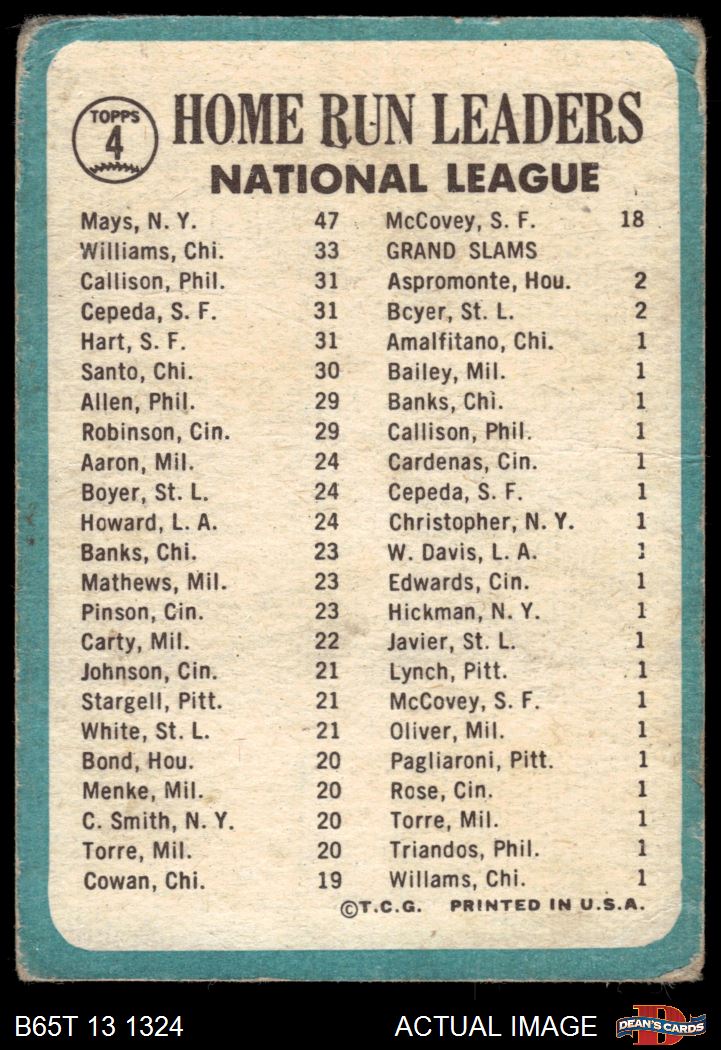 TOPPS
4
HOME RUN LEADERS
NATIONAL LEAGUE
Mays, N. Y. 47
Williams, Chi. 33
Callison, Phil. 31
Cepeda, S. F. 31
Hart, S. F. 31
Santo, Chi. 30
Allen, Phil. 29
Robinson, Cin. 29
Aaron, Mil. 24
Boyer, St. L. 24
Howard, L. A. 24
Banks, Chi. 23
Mathews, Mil. 23
Pinson, Cin. 23
Carty, Mil. 22
Johnson, Cin. 21
Stargell, Pitt. 21
White, St. L. 21
Bond, Hou. 20
Menke, Mil. 20
C. Smith, N. Y. 20
Torre, Mil. 20
Cowan, Chi. 19
McCovey, S. F. 18
GRAND SLAMS
Aspromonte, Hou. 2
Boyer, St. L. 2
Amalfitano, Chi. 1
Bailey, Mil. 1
Banks, Chi. 1
Callison, Phil. 1
Cardenas, Cin. 1
Cepeda, S. F. 1
Christopher, N. Y. 1
W. Davis, L. A. 1
Edwards, Cin. 1
Hickman, N. Y. 1
Javier, St. L. 1
Lynch, Pitt. 1
McCovey, S. F. 1
Oliver, Mil. 1
Pagliaroni, Pitt. 1
Rose, Cin. 1
Torre, Mil. 1
Triandos, Phil. 1
Willams, Chi. 1
©T.C.G. PRINTED IN U.S.A.
B65T 13 1324
ACTUAL IMAGE
D
DEAN'S CARDS